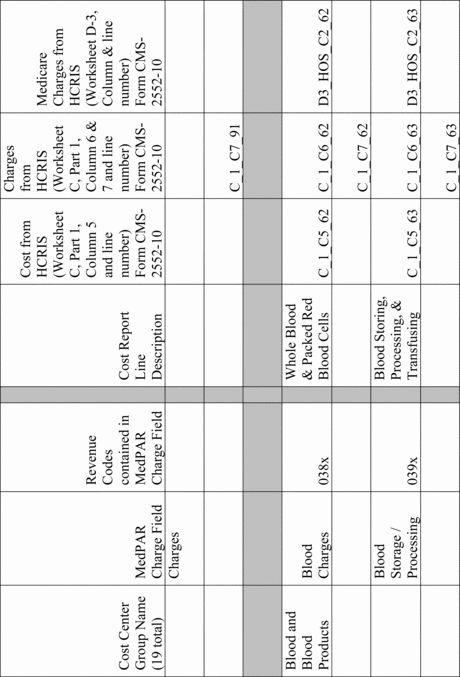 Cost Center
Group Name
(19 total)
MedPAR
Charge Field
Revenue
Codes
contained in
MedPAR
Charge Field
Cost Report
Line
Description
Cost from
HCRIS
(Worksheet
C, Part 1,
Column 5
and line
number)
Form CMS-
2552-10
Charges
from
HCRIS
(Worksheet
C, Part 1,
Column 6 &
7 and line
number)
Form CMS-
2552-10
Medicare
Charges from
HCRIS
(Worksheet D-3,
Column & line
number)
Form CMS-
2552-10
Charges
C_1_C7_91
Blood and
Blood
Products
Blood
Charges
038x
Whole Blood
& Packed Red
Blood Cells
C_1_C5_62
C_1_C6_62
D3_HOS_C2_62
C_1_C7_62
Blood
Storage /
Processing
039x
Blood Storing,
Processing, &
Transfusing
C_1_C5_63
C_1_C6_63
D3_HOS_C2_63
C_1_C7_63